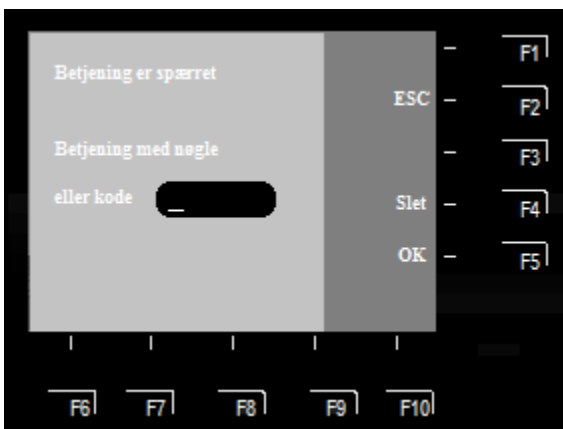 Betjening er spærret
ESC
Betjening med nøgle
eller kode _
Slet
OK
F1
F2
F3
F4
F5
F6 F7 F8 F9 F10